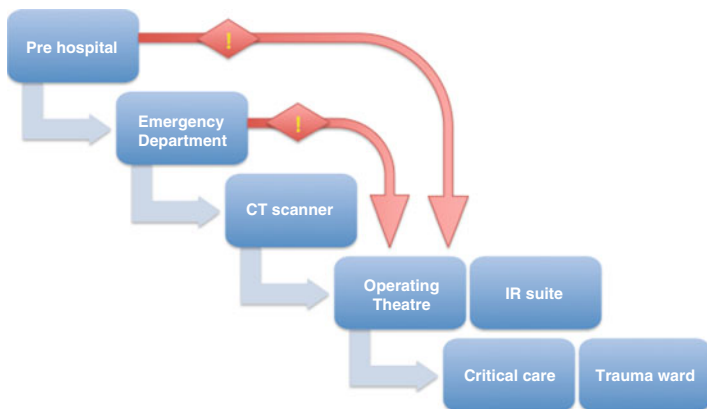 Pre hospital
!
Emergency
Department
!
CT scanner
Operating
Theatre
IR suite
Critical care
Trauma ward